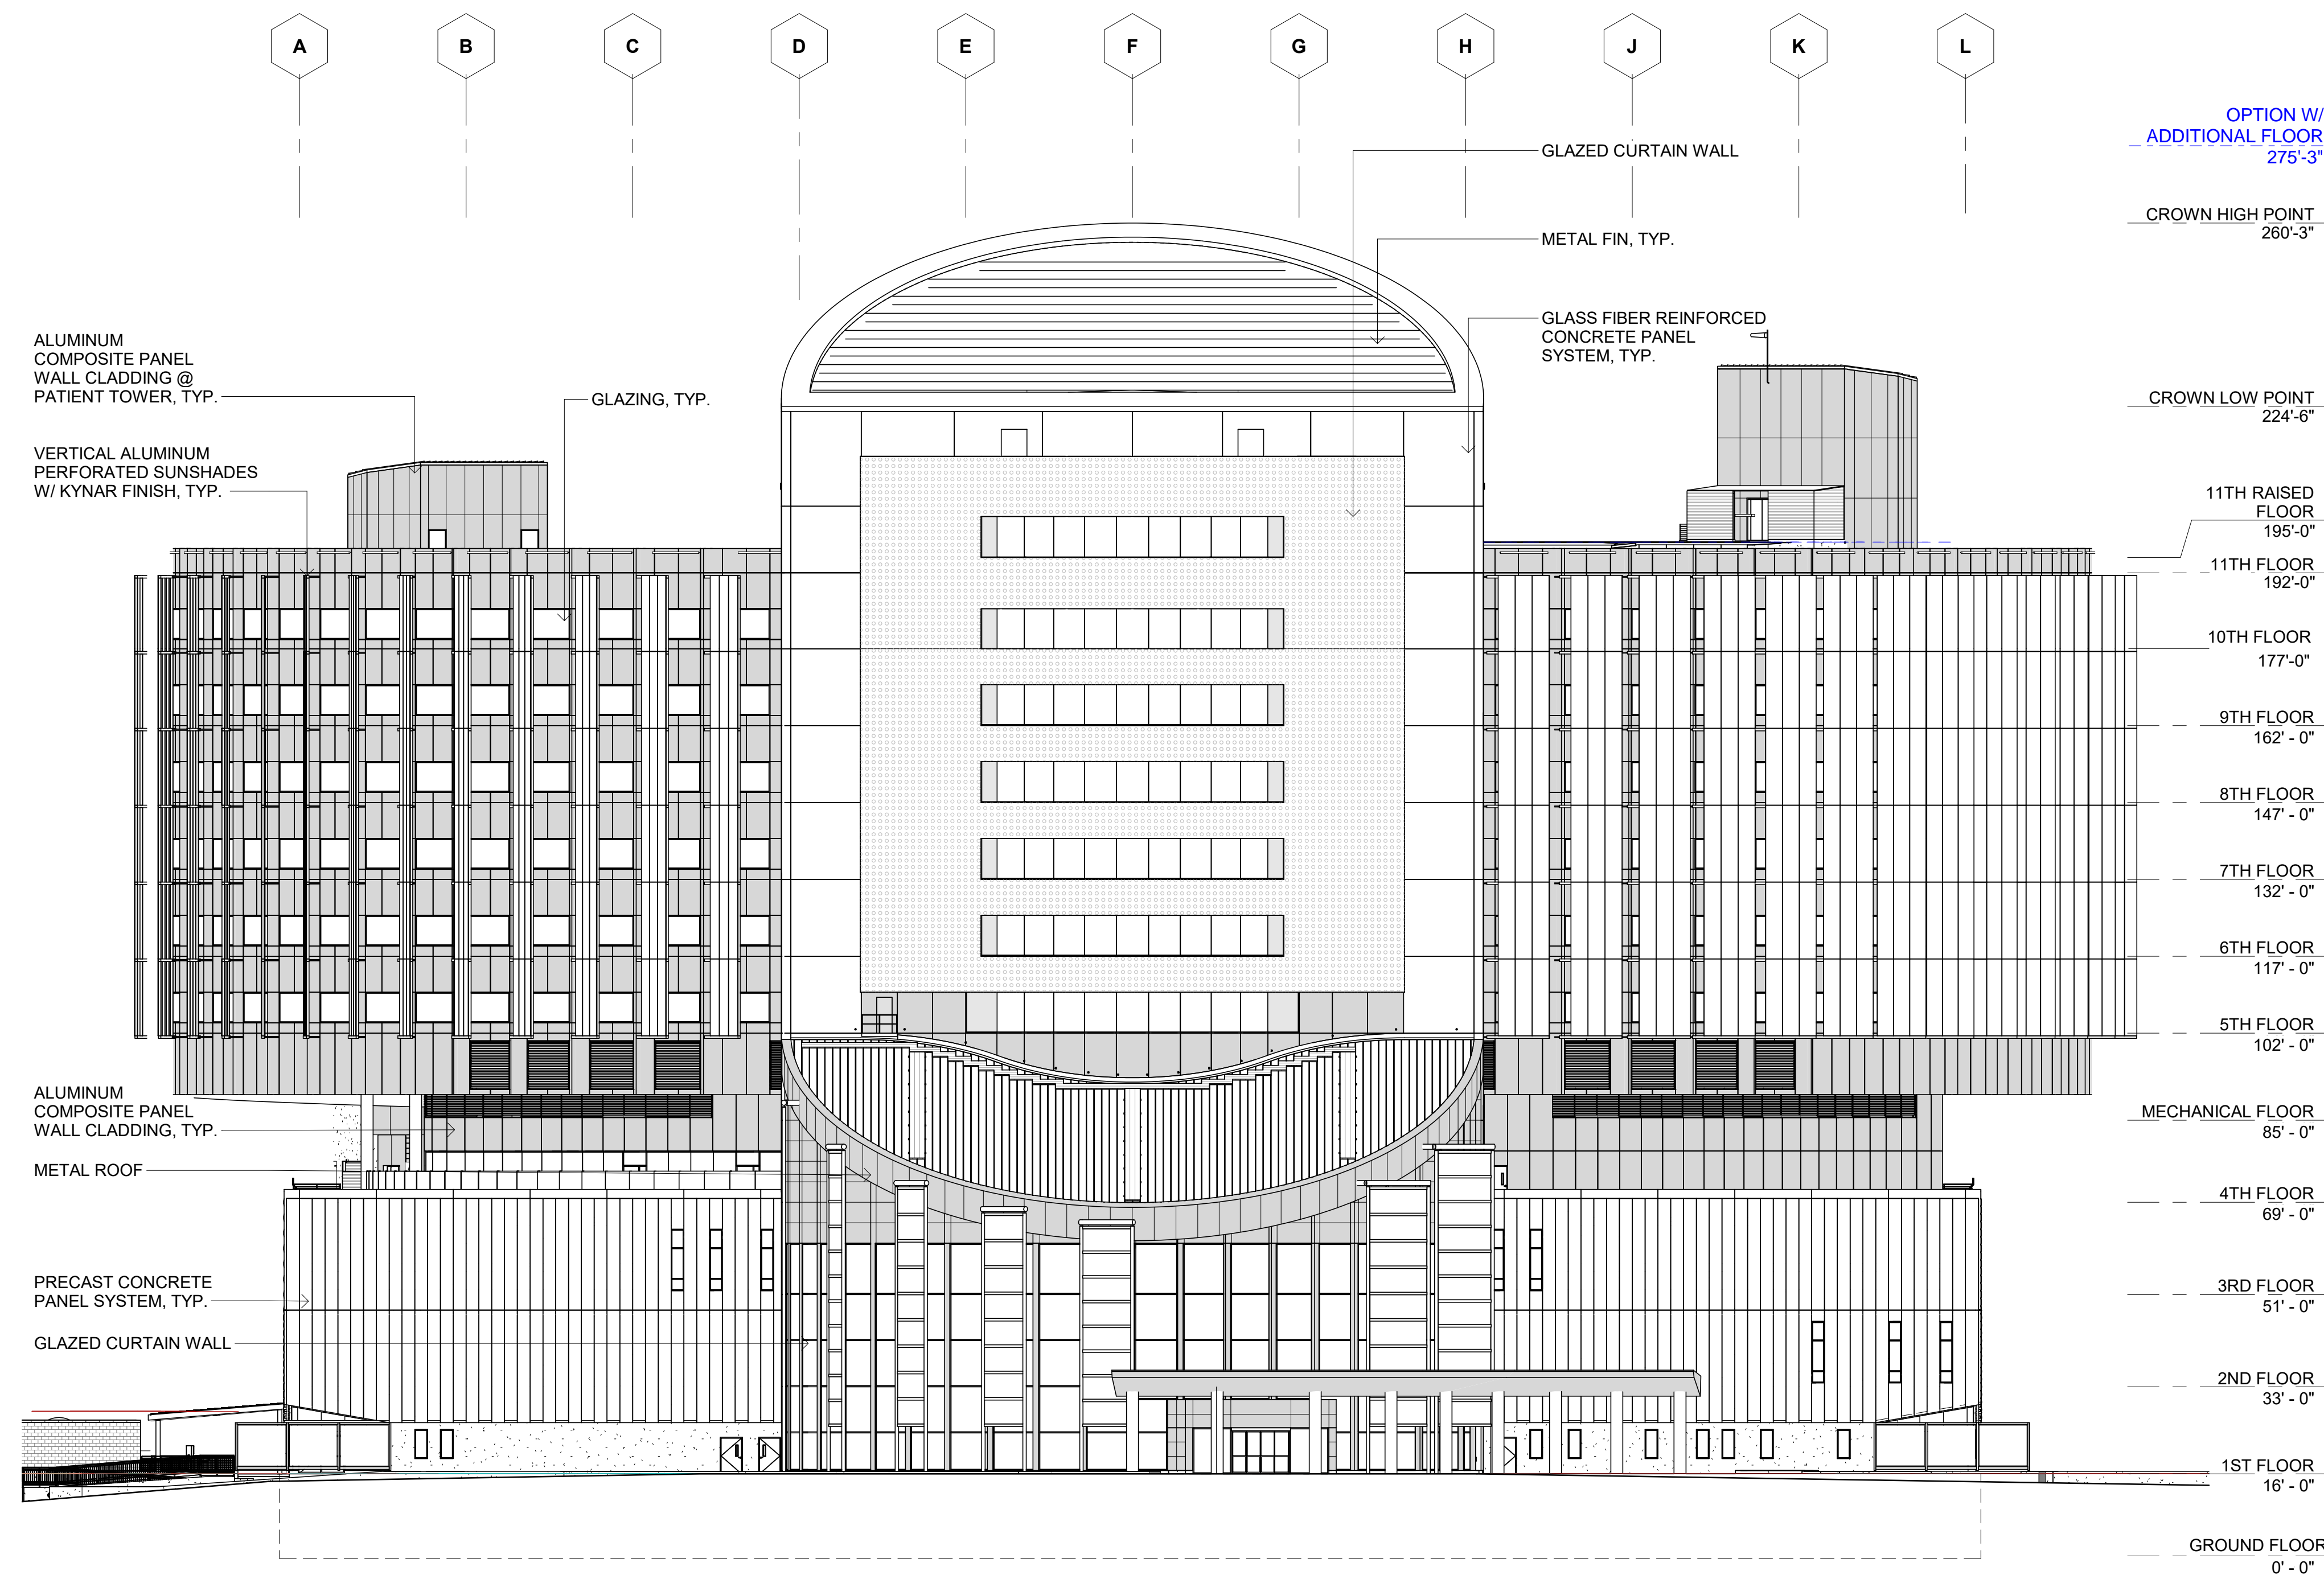 A
B
C
D
E
F
G
H
J
K
L
OPTION W/
ADDITIONAL FLOOR
275'-3"
GLAZED CURTAIN WALL
CROWN HIGH POINT
260'-3"
METAL FIN, TYP.
GLASS FIBER REINFORCED
CONCRETE PANEL
SYSTEM, TYP.
ALUMINUM
COMPOSITE PANEL
WALL CLADDING @
PATIENT TOWER, TYP.
GLAZING, TYP.
CROWN LOW POINT
224'-6"
VERTICAL ALUMINUM
PERFORATED SUNSHADES
W/ KYNAR FINISH, TYP.
11TH RAISED
FLOOR
195'-0"
11TH FLOOR
192'-0"
10TH FLOOR
177'-0"
9TH FLOOR
162' - 0"
8TH FLOOR
147' - 0"
7TH FLOOR
132' - 0"
6TH FLOOR
117' - 0"
5TH FLOOR
102' - 0"
ALUMINUM
COMPOSITE PANEL
WALL CLADDING, TYP.
MECHANICAL FLOOR
85' - 0"
METAL ROOF
4TH FLOOR
69' - 0"
PRECAST CONCRETE
PANEL SYSTEM, TYP.
3RD FLOOR
51' - 0"
GLAZED CURTAIN WALL
2ND FLOOR
33' - 0"
1ST FLOOR
16' - 0"
GROUND FLOOR
0' - 0"